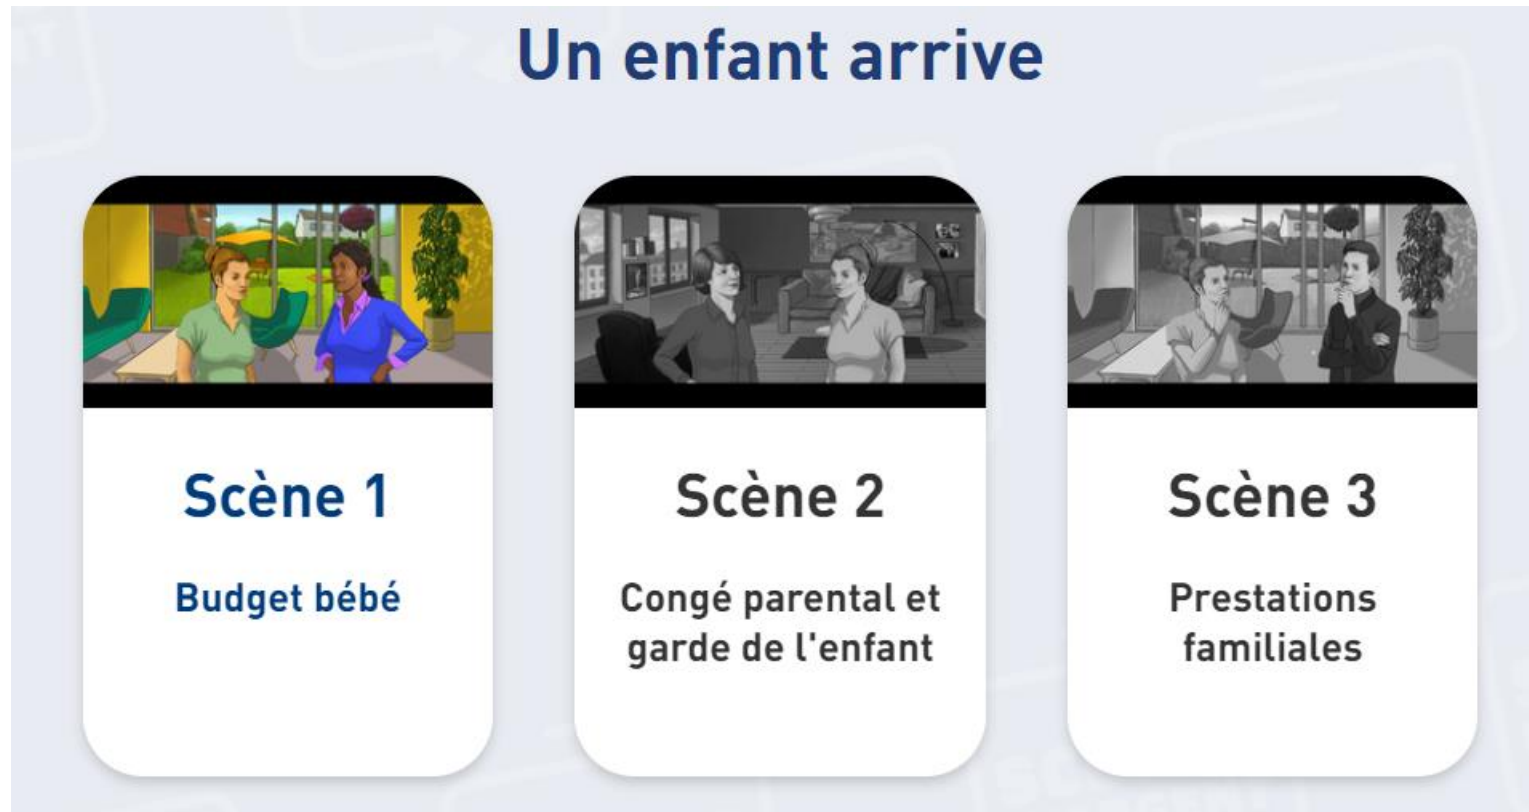 Un enfant arrive
Scène 1
Budget bébé
Scène 2
Congé parental et
garde de l'enfant
Scène 3
Prestations
familiales